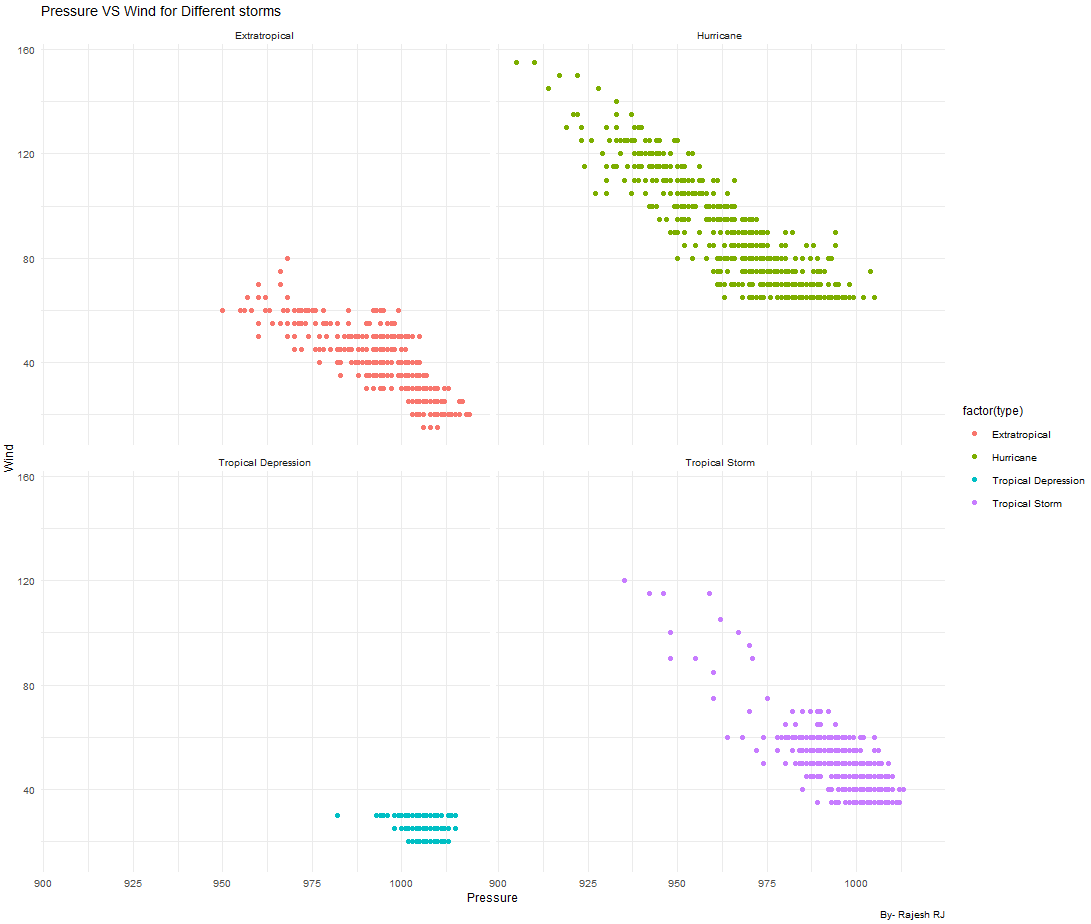 Pressure VS Wind for Different storms
Extratropical
Hurricane
160
120
80
40
Wind
Tropical Depression
Tropical Storm
160
120
80
40
900 925 950 975 1000
900 925 950 975 1000
Pressure
factor(type)
Extratropical
Hurricane
Tropical Depression
Tropical Storm
By- Rajesh RJ